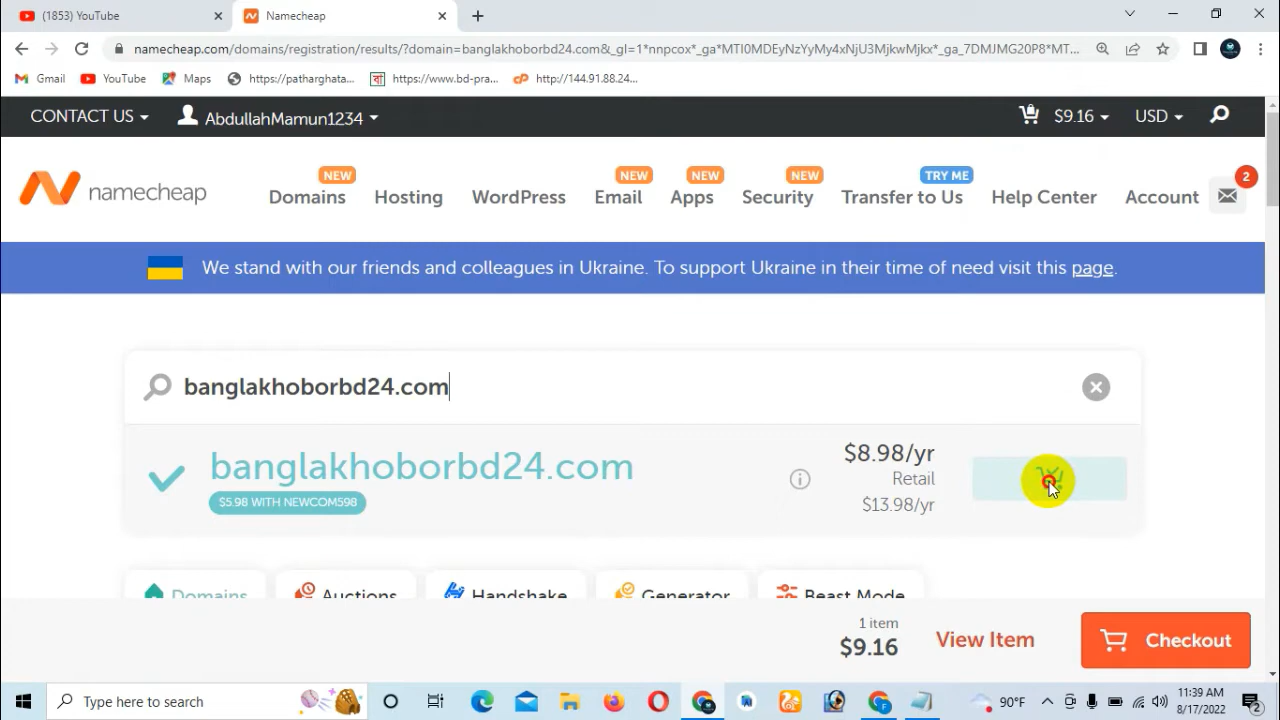 (1853) YouTube
Namecheap
namecheap.com/domains/registration/results/?domain=banglakhoborbd24.com&_gl=1*nnpcox*_ga*MTI0MDEyNzYyMy4xNjU3MjkwMjkx*_ga_7DMJMG20P8*MT...
Gmail YouTube Maps https://patharghata... https://www.bd-pra... http://144.91.88.24...
CONTACT US AbdullahMamun1234 $9.16 USD
NEW NEW NEW NEW TRY ME 2
namecheap Domains Hosting WordPress Email Apps Security Transfer to Us Help Center Account
We stand with our friends and colleagues in Ukraine. To support Ukraine in their time of need visit this page.
banglakhoborbd24.com
banglakhoborbd24.com
$5.98 WITH NEWCOM598
$8.98/yr
Retail
$13.98/yr
Domains Auctions Handshake Generator Beast Mode
1 item
$9.16
View Item
Checkout
Type here to search
90°F
11:39 AM
8/17/2022
2